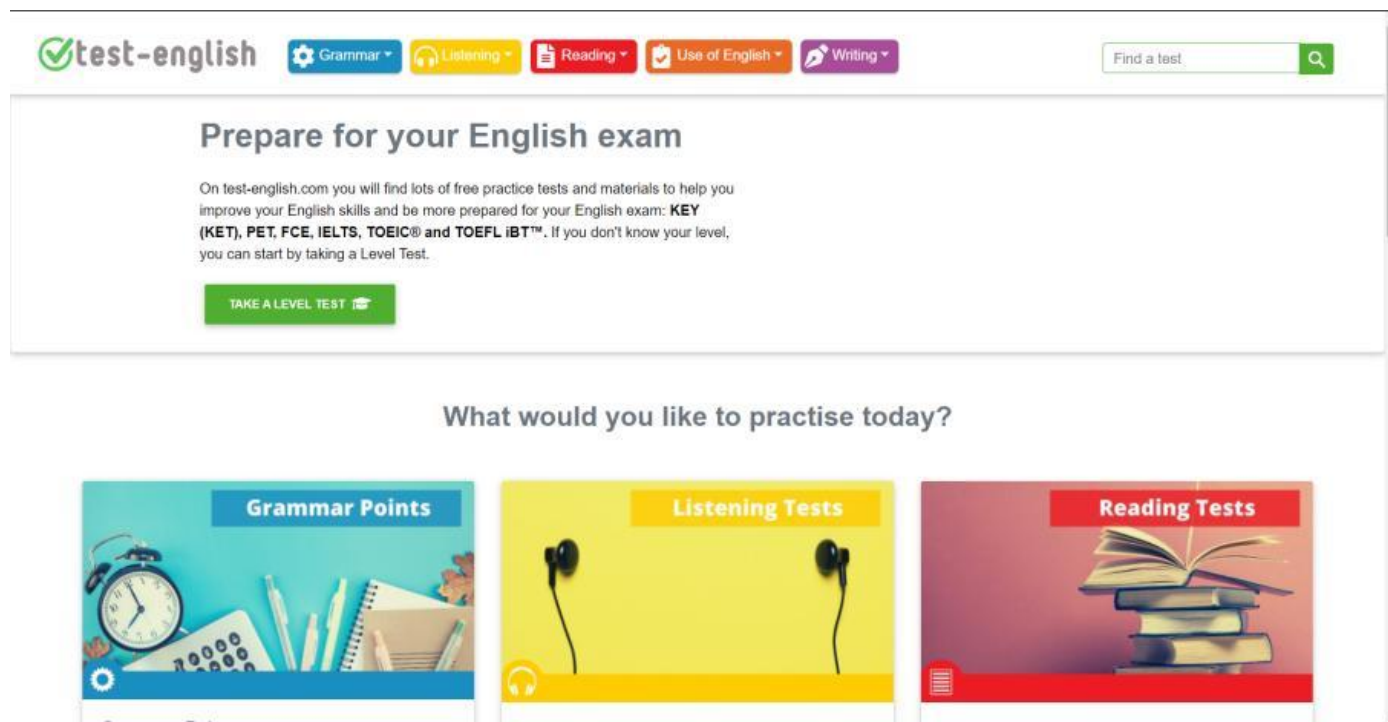 test-english
Grammar
Listening
Reading
Use of English
Writing
Find a test
Prepare for your English exam
On test-english.com you will find lots of free practice tests and materials to help you
improve your English skills and be more prepared for your English exam: KEY
(KET), PET, FCE, IELTS, TOEIC® and TOEFL iBT™. If you don't know your level,
you can start by taking a Level Test.
TAKE A LEVEL TEST
What would you like to practise today?
Grammar Points
Listening Tests
Reading Tests